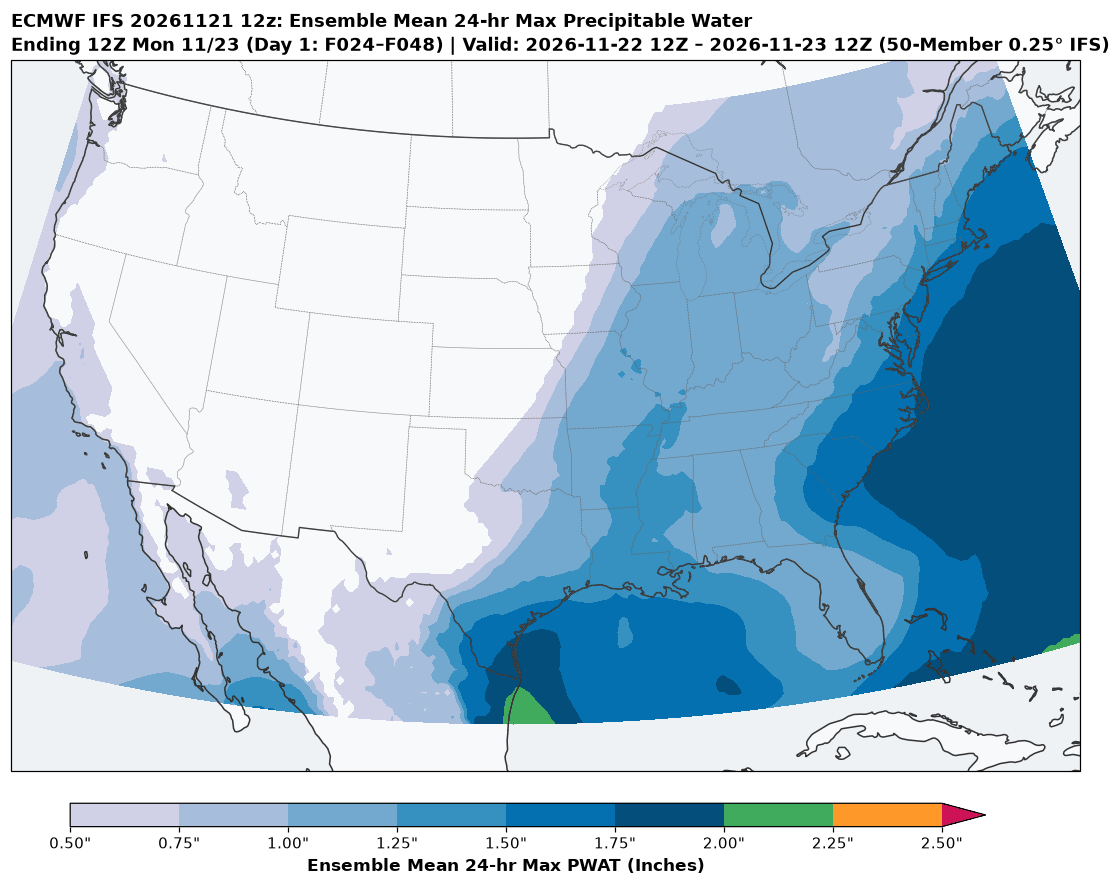 ECMWF IFS 20261121 12z: Ensemble Mean 24-hr Max Precipitable Water
Ending 12Z Mon 11/23 (Day 1: F024–F048) | Valid: 2026-11-22 12Z – 2026-11-23 12Z (50-Member 0.25° IFS)
0.50" 0.75" 1.00" 1.25" 1.50" 1.75" 2.00" 2.25" 2.50"
Ensemble Mean 24-hr Max PWAT (Inches)